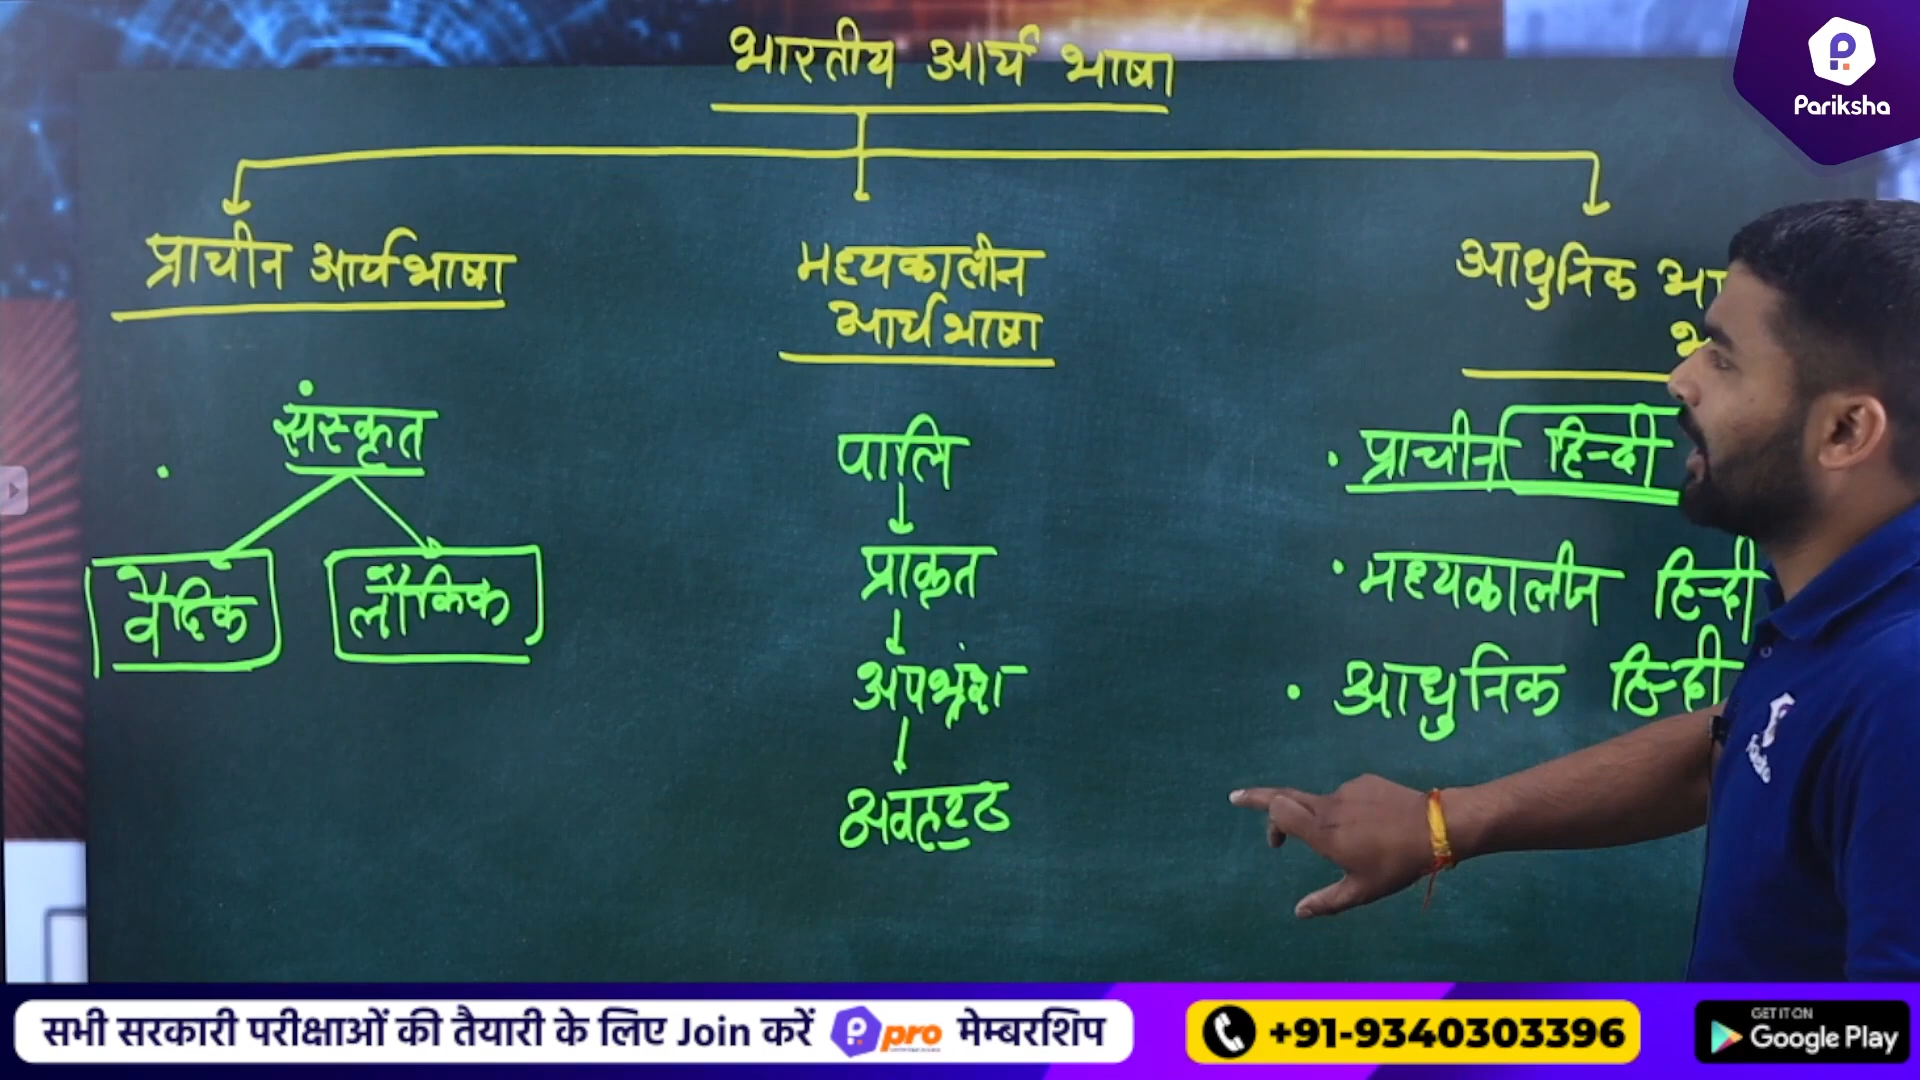 भारतीय आर्य भाषा
प्राचीन आर्यभाषा
संस्कृत
वैदिक
लौकिक
मध्यकालीन
आर्यभाषा
पालि
प्राकृत
अपभ्रंश
अवहट्ठ
आधुनिक
प्राचीन हिन्दी
मध्यकालीन हिन्दी
आधुनिक हिन्दी
Pariksha
सभी सरकारी परीक्षाओं की तैयारी के लिए Join करें pro मेम्बरशिप
+91-9340303396
GET IT ON
Google Play